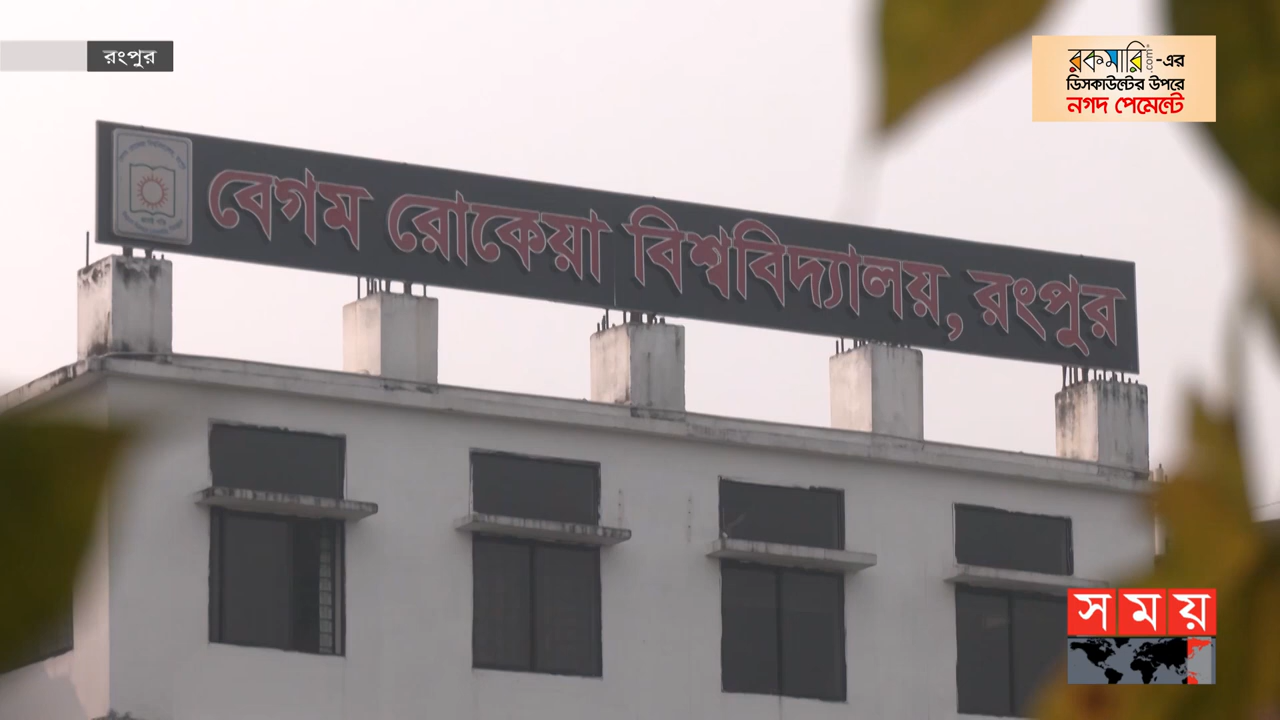 রংপুর
রকমারি.com-এর
ডিসকাউন্টের উপরে
নগদ পেমেন্টে
বেগম রোকেয়া বিশ্ববিদ্যালয়, রংপুর
সময়